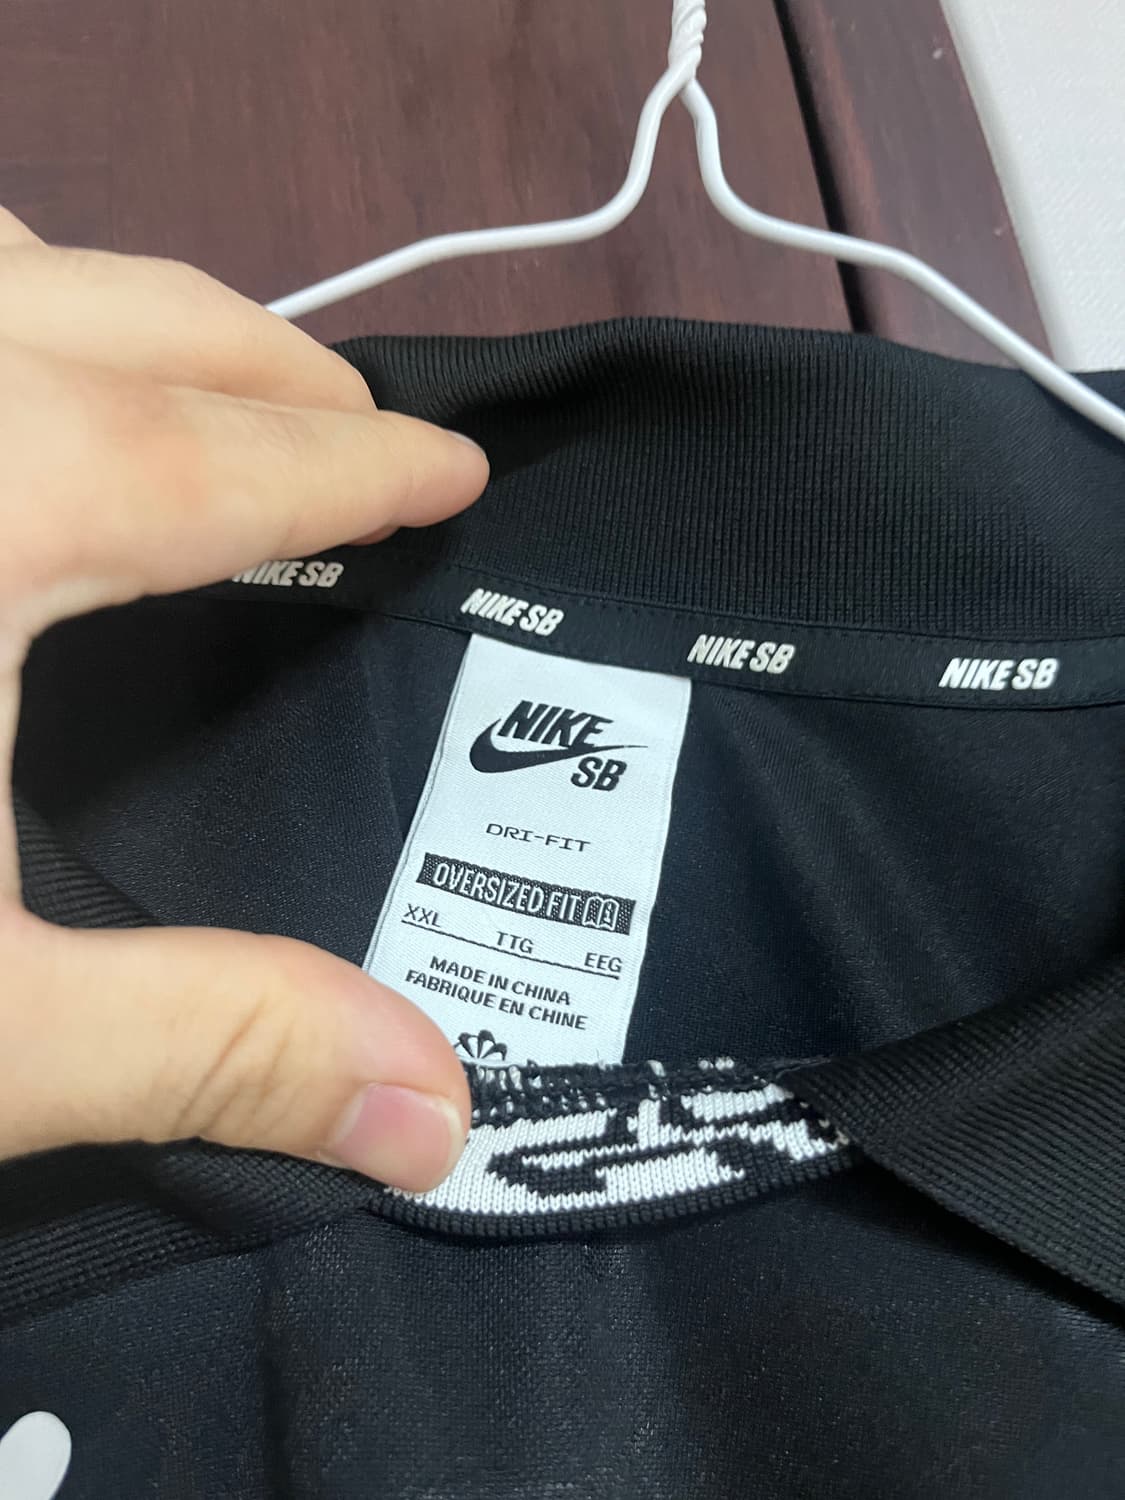 NIKE SB
NIKE SB
NIKE SB
NIKE SB
NIKE
SB
DRI-FIT
OVERSIZED FIT
XXL TTG EEG
MADE IN CHINA
FABRIQUE EN CHINE